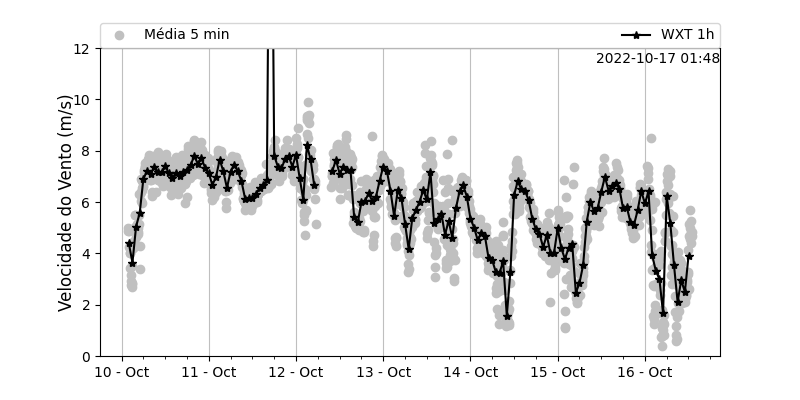 Média 5 min
WXT 1h
2022-10-17 01:48
Velocidade do Vento (m/s)
12
10
8
6
4
2
0
10 - Oct
11 - Oct
12 - Oct
13 - Oct
14 - Oct
15 - Oct
16 - Oct